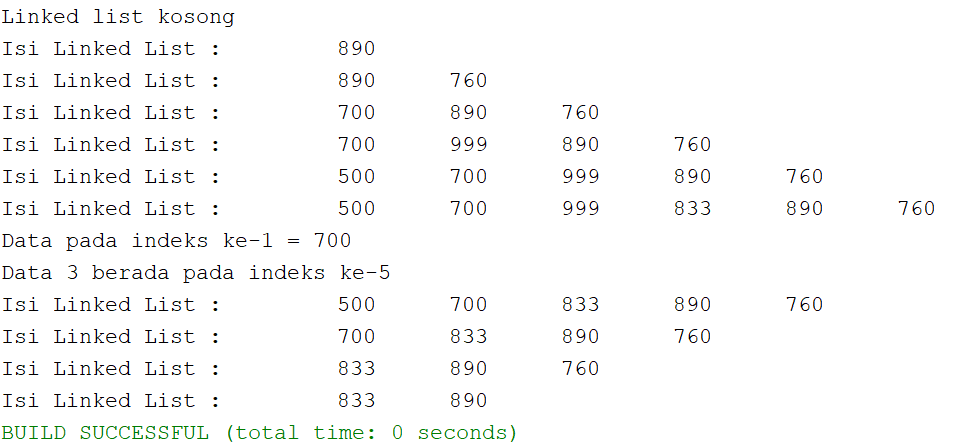 Linked list kosong
Isi Linked List : 890
Isi Linked List : 890 760
Isi Linked List : 700 890 760
Isi Linked List : 700 999 890 760
Isi Linked List : 500 700 999 890 760
Isi Linked List : 500 700 999 833 890 760
Data pada indeks ke-1 = 700
Data 3 berada pada indeks ke-5
Isi Linked List : 500 700 833 890 760
Isi Linked List : 700 833 890 760
Isi Linked List : 833 890 760
Isi Linked List : 833 890
BUILD SUCCESSFUL (total time: 0 seconds)